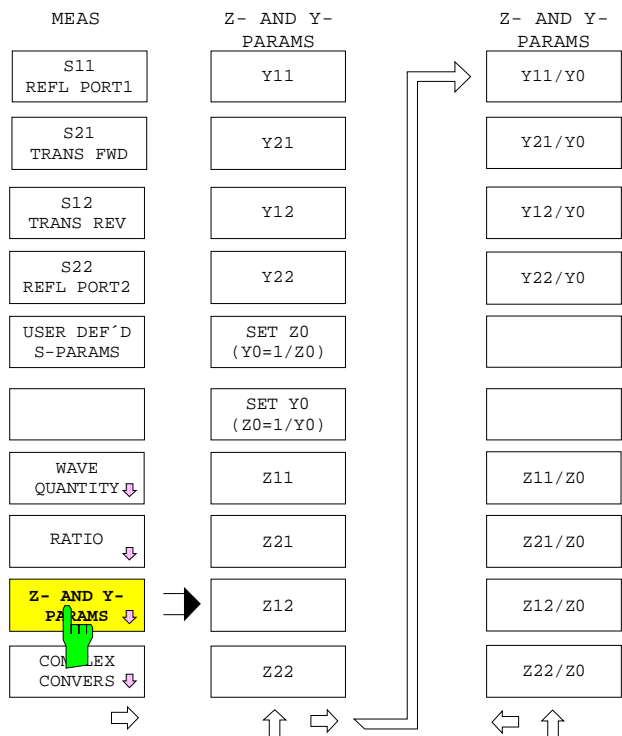 MEAS
S11
REFL PORT1
S21
TRANS FWD
S12
TRANS REV
S22
REFL PORT2
USER DEF´D
S-PARAMS
WAVE
QUANTITY
RATIO
Z- AND Y-
PARAMS
COMPLEX
CONVERS
Z- AND Y-
PARAMS
Y11
Y21
Y12
Y22
SET Z0
(Y0=1/Z0)
SET Y0
(Z0=1/Y0)
Z11
Z21
Z12
Z22
Z- AND Y-
PARAMS
Y11/Y0
Y21/Y0
Y12/Y0
Y22/Y0
Z11/Z0
Z21/Z0
Z12/Z0
Z22/Z0